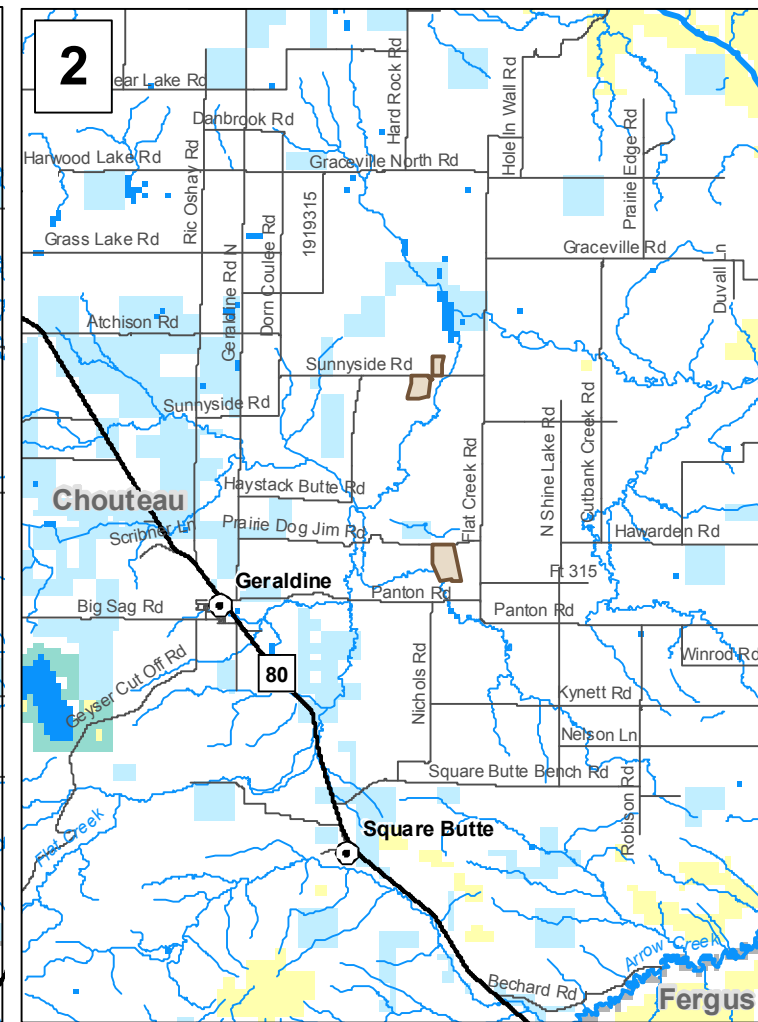 2
ear Lake Rd
Danbrook Rd
Hard Rock Rd
Hole In Wall Rd
Prairie Edge Rd
Harwood Lake Rd
Graceville North Rd
Ric Oshay Rd
1919315
Grass Lake Rd
Geraldine Rd N
Dorn Coulee Rd
Graceville Rd
Duvall Ln
Atchison Rd
Sunnyside Rd
Sunnyside Rd
Flat Creek Rd
N Shine Lake Rd
Cutbank Creek Rd
Haystack Butte Rd
Chouteau
Scribner Ln
Prairie Dog Jim Rd
Hawarden Rd
Ft 315
Geraldine
Panton Rd
Big Sag Rd
Panton Rd
Geyser Cut Off Rd
80
Nichols Rd
Winrod Rd
Kynett Rd
Nelson Ln
Square Butte Bench Rd
Robison Rd
Flat Creek
Square Butte
Arrow Creek
Bechard Rd
Fergus